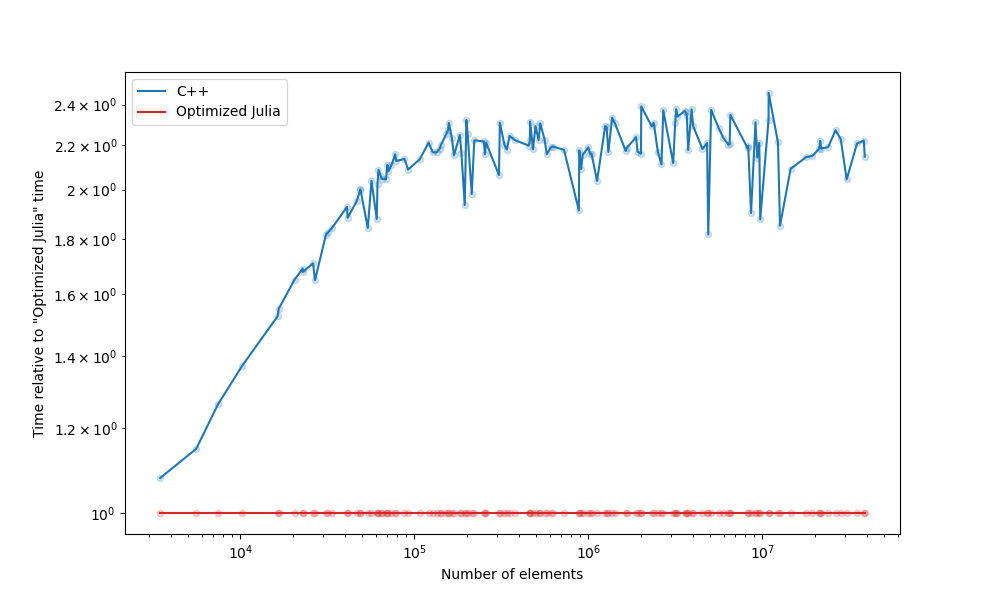 C++
Optimized Julia
Time relative to "Optimized Julia" time
2.4 × 10⁰
2.2 × 10⁰
2 × 10⁰
1.8 × 10⁰
1.6 × 10⁰
1.4 × 10⁰
1.2 × 10⁰
10⁰
10⁴ 10⁵ 10⁶ 10⁷
Number of elements